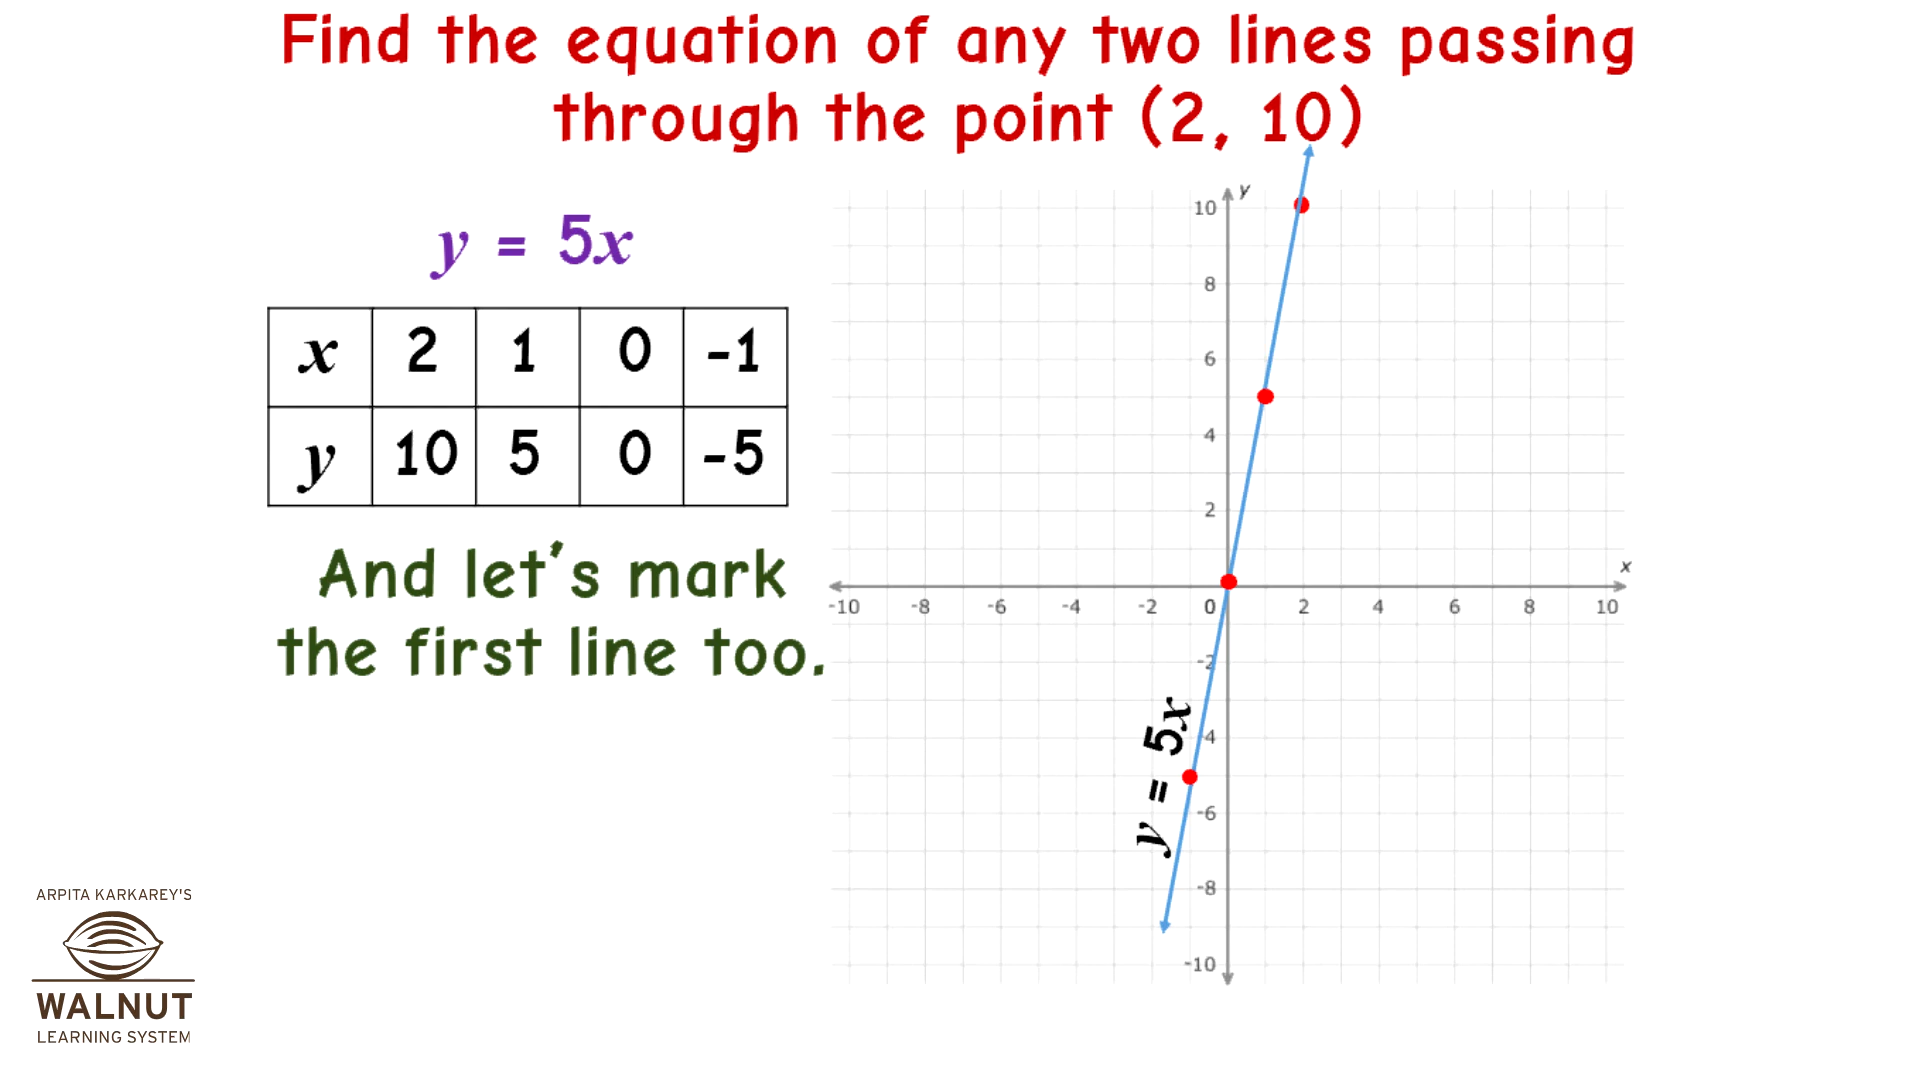 Find the equation of any two lines passing
through the point (2, 10)
y = 5x
x 2 1 0 -1
y 10 5 0 -5
And let's mark
the first line too.
y
10
8
6
4
2
x
-10 -8 -6 -4 -2 0 2 4 6 8 10
-2
-4
-6
-8
-10
y = 5x
ARPITA KARKAREY'S
WALNUT
LEARNING SYSTEM